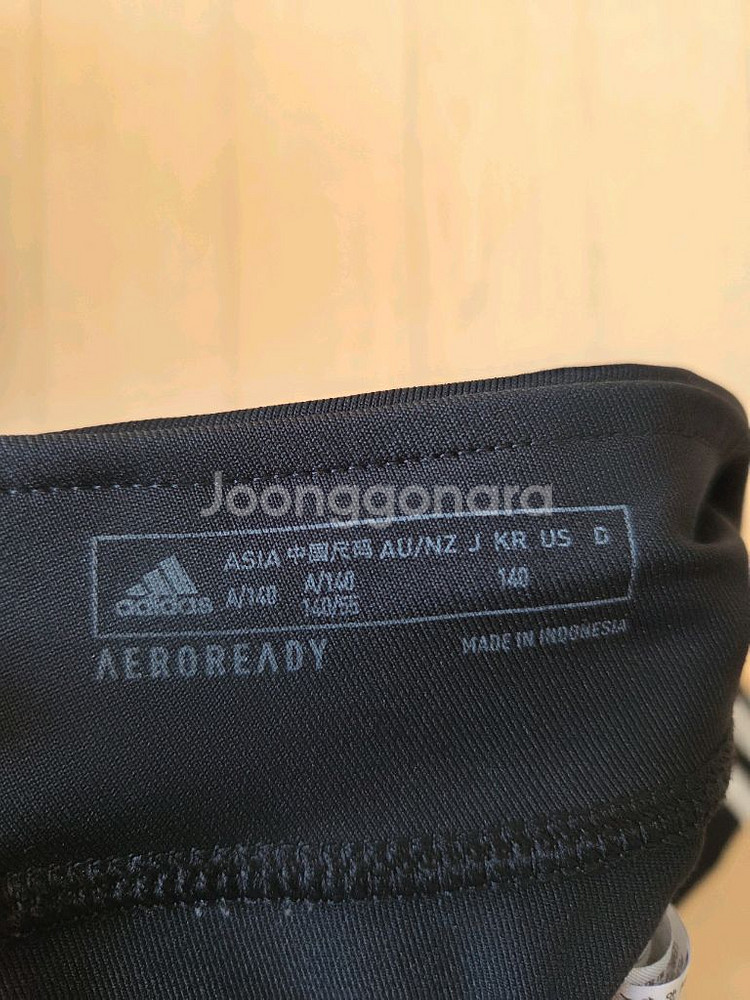 Joonggonara
ASIA 中国尺码 AU/NZ J KR US D
adidas A/140 A/140 140
140/55
AEROREADY MADE IN INDONESIA